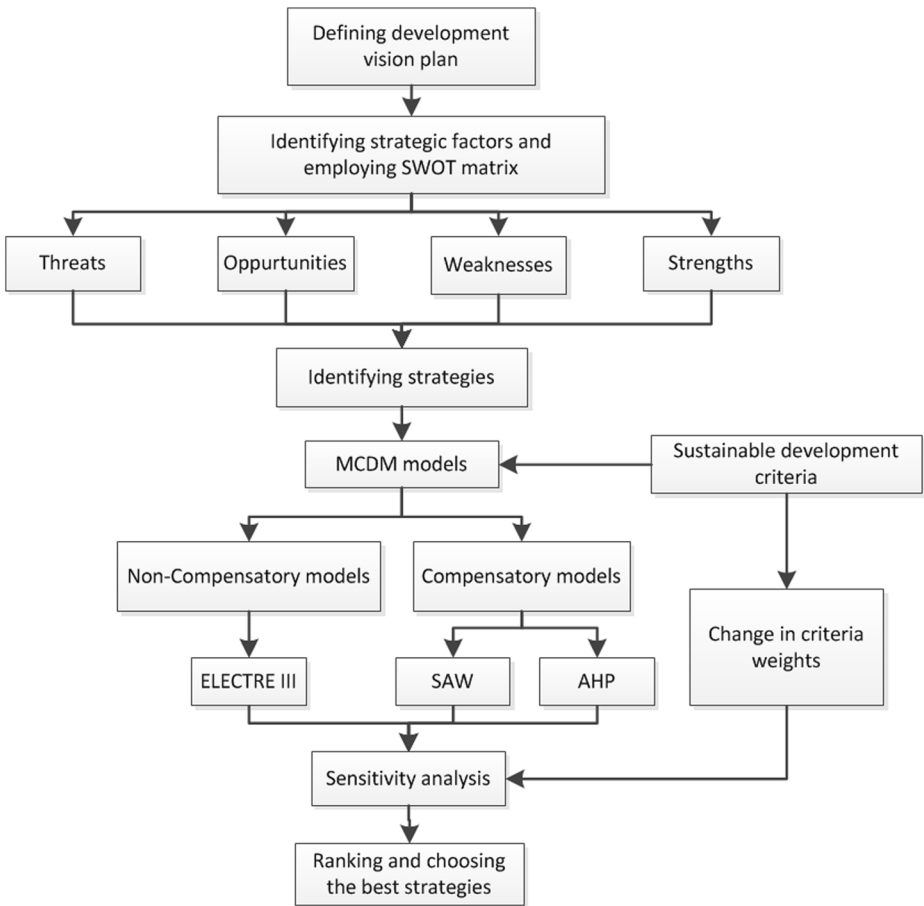 Defining development
vision plan
Identifying strategic factors and
employing SWOT matrix
Threats
Oppurtunities
Weaknesses
Strengths
Identifying strategies
MCDM models
Sustainable development
criteria
Non-Compensatory models
Compensatory models
Change in criteria
weights
ELECTRE III
SAW
AHP
Sensitivity analysis
Ranking and choosing
the best strategies